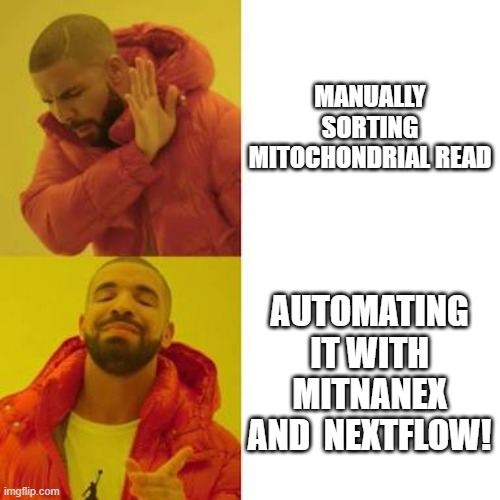 MANUALLY
SORTING
MITOCHONDRIAL READ
AUTOMATING
IT WITH
MITNANEX
AND NEXTFLOW!
imgflip.com